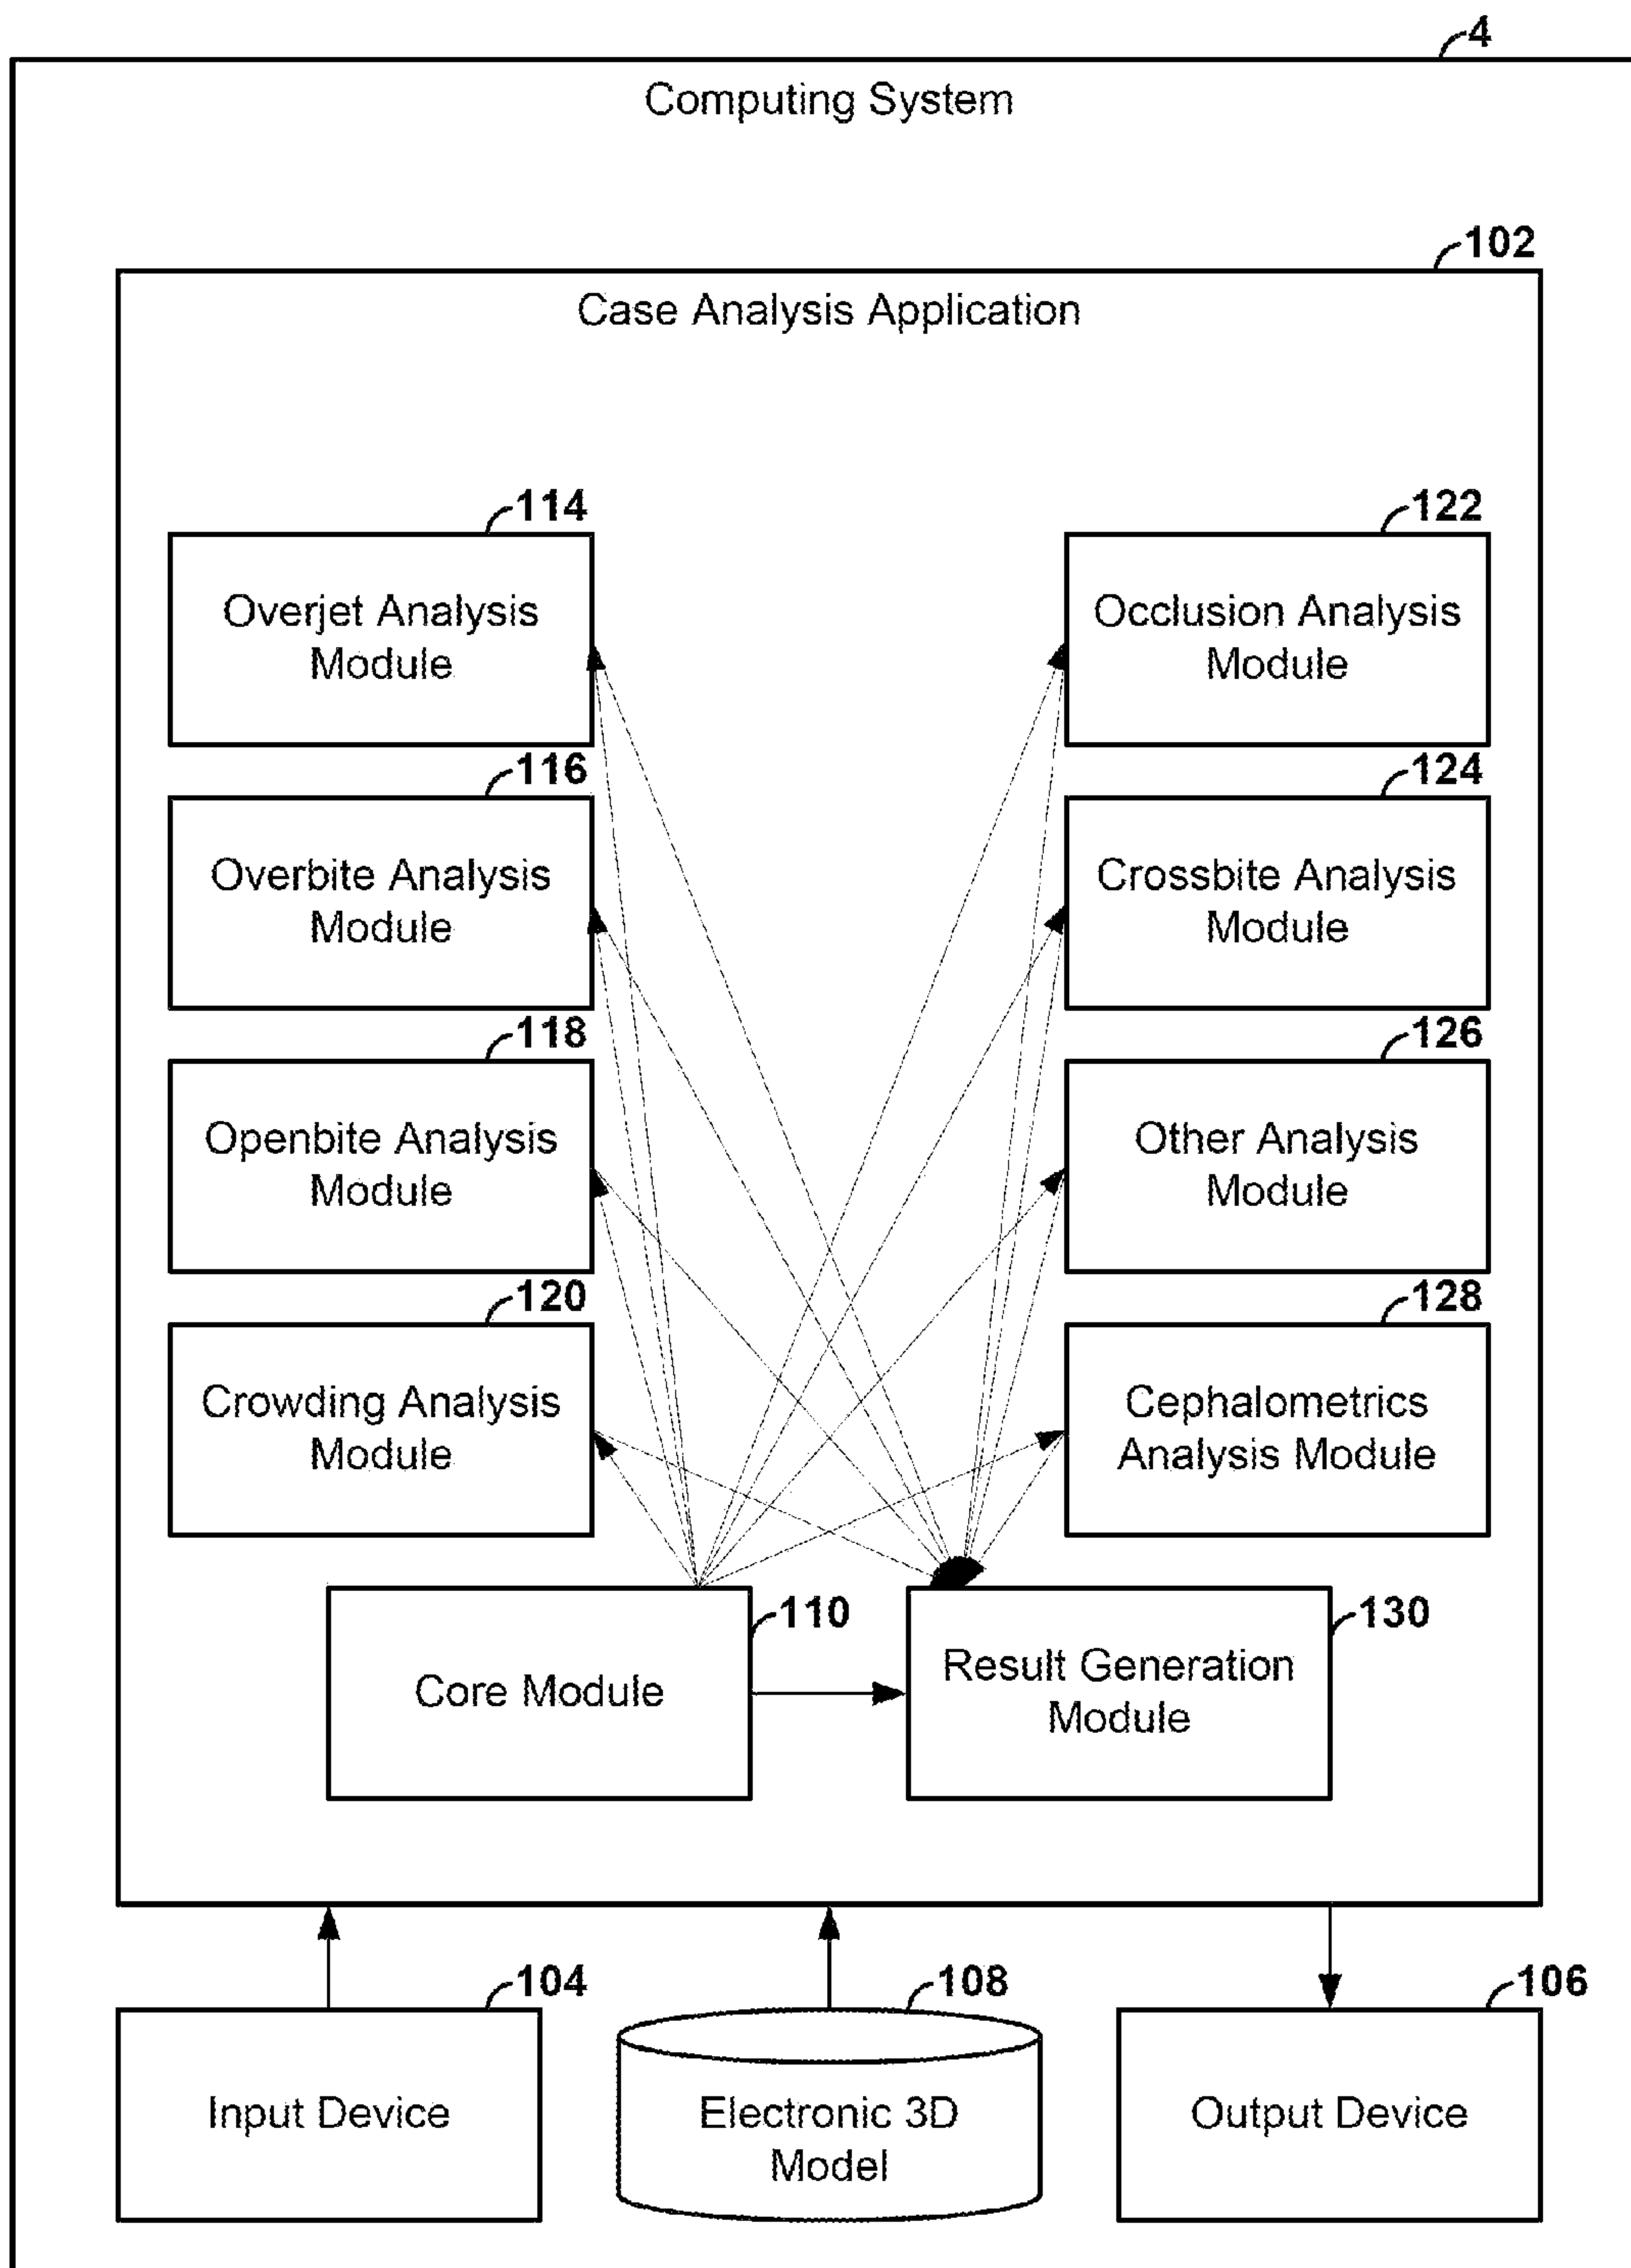 4
Computing System
102
Case Analysis Application
114
Overjet Analysis
Module
122
Occlusion Analysis
Module
116
Overbite Analysis
Module
124
Crossbite Analysis
Module
118
Openbite Analysis
Module
126
Other Analysis
Module
120
Crowding Analysis
Module
128
Cephalometrics
Analysis Module
110
Core Module
130
Result Generation
Module
104
Input Device
108
Electronic 3D
Model
106
Output Device